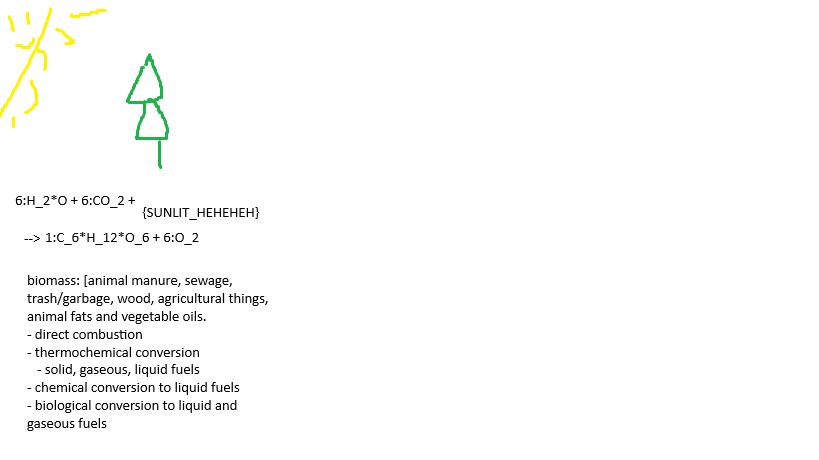 6:H_2*O + 6:CO_2 +
{SUNLIT_HEHEHEH}
--> 1:C_6*H_12*O_6 + 6:O_2
biomass: [animal manure, sewage,
trash/garbage, wood, agricultural things,
animal fats and vegetable oils.
- direct combustion
- thermochemical conversion
- solid, gaseous, liquid fuels
- chemical conversion to liquid fuels
- biological conversion to liquid and
gaseous fuels